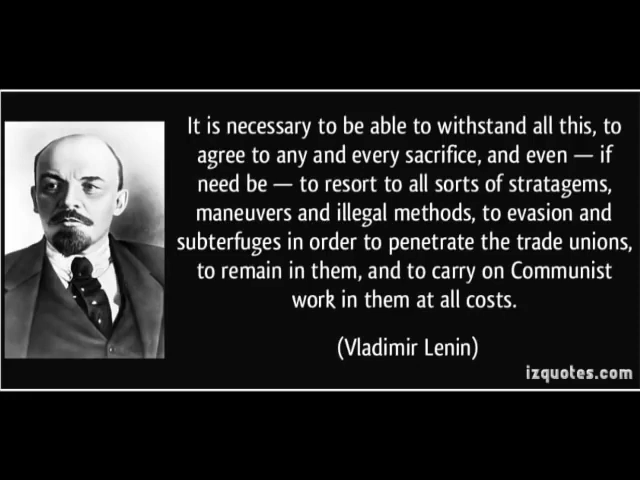 It is necessary to be able to withstand all this, to
agree to any and every sacrifice, and even — if
need be — to resort to all sorts of stratagems,
maneuvers and illegal methods, to evasion and
subterfuges in order to penetrate the trade unions,
to remain in them, and to carry on Communist
work in them at all costs.
(Vladimir Lenin)
izquotes.com